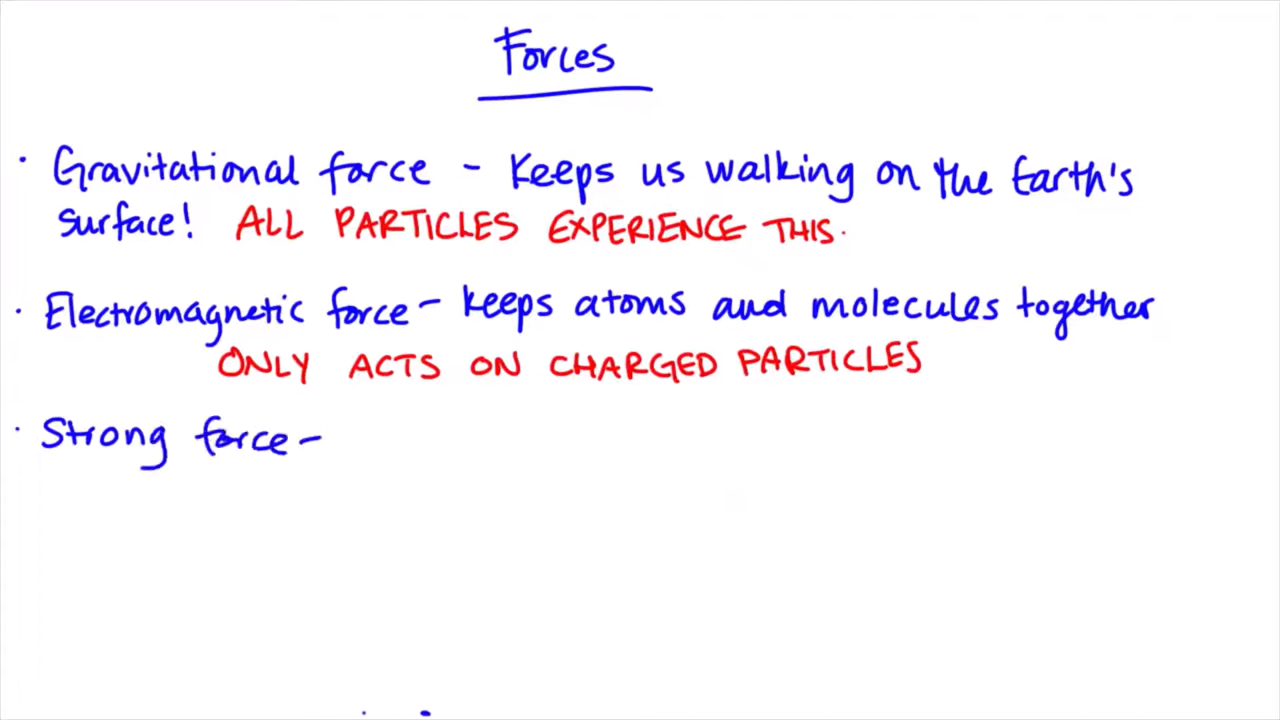 Forces
· Gravitational force - Keeps us walking on the Earth's
surface! ALL PARTICLES EXPERIENCE THIS.
· Electromagnetic force - Keeps atoms and molecules together
ONLY ACTS ON CHARGED PARTICLES
· Strong force -